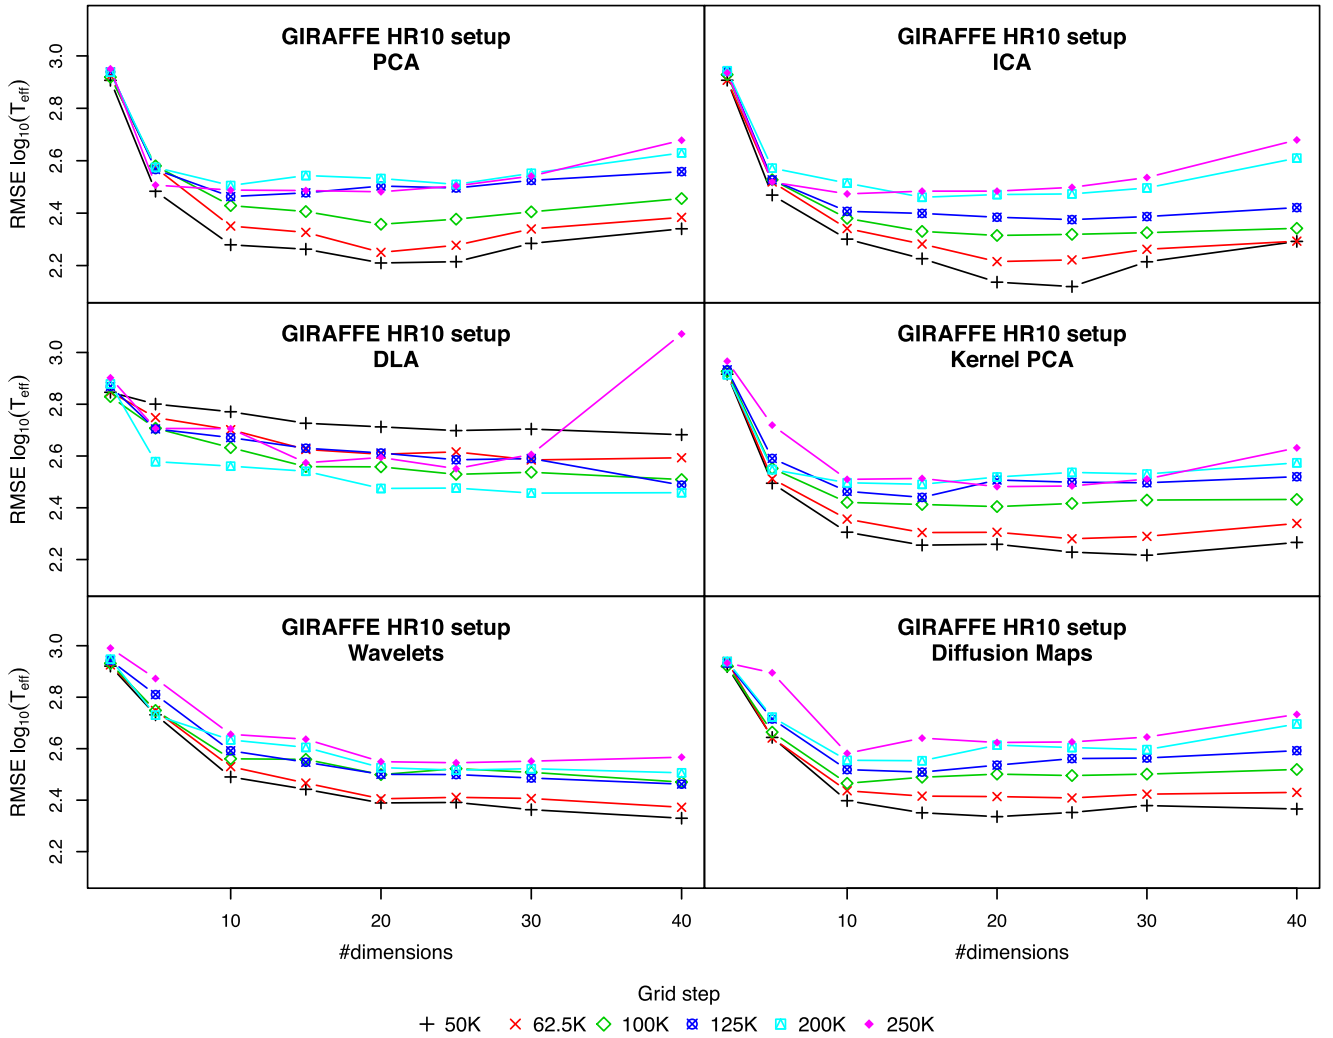 GIRAFFE HR10 setup
PCA
GIRAFFE HR10 setup
ICA
RMSE log10(Teff)
3.0
2.8
2.6
2.4
2.2
GIRAFFE HR10 setup
DLA
GIRAFFE HR10 setup
Kernel PCA
RMSE log10(Teff)
3.0
2.8
2.6
2.4
2.2
GIRAFFE HR10 setup
Wavelets
GIRAFFE HR10 setup
Diffusion Maps
RMSE log10(Teff)
3.0
2.8
2.6
2.4
2.2
10 20 30 40 10 20 30 40
#dimensions #dimensions
Grid step
50K 62.5K 100K 125K 200K 250K